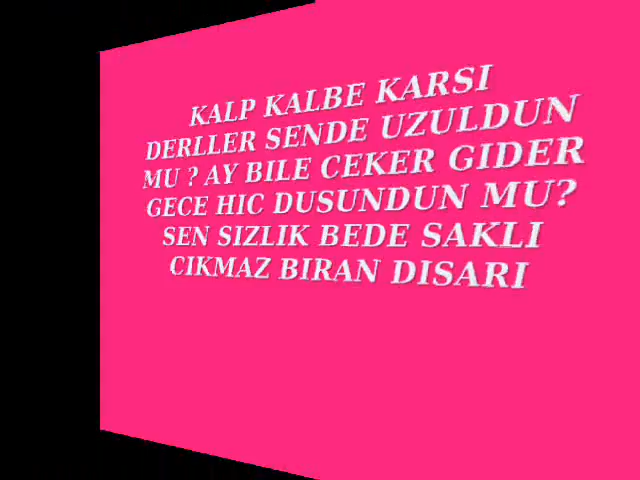 KALP KALBE KARSI
DERLLER SENDE UZULDUN
MU ? AY BILE CEKER GIDER
GECE HIC DUSUNDUN MU?
SEN SIZLIK BEDE SAKLI
CIKMAZ BIRAN DISARI